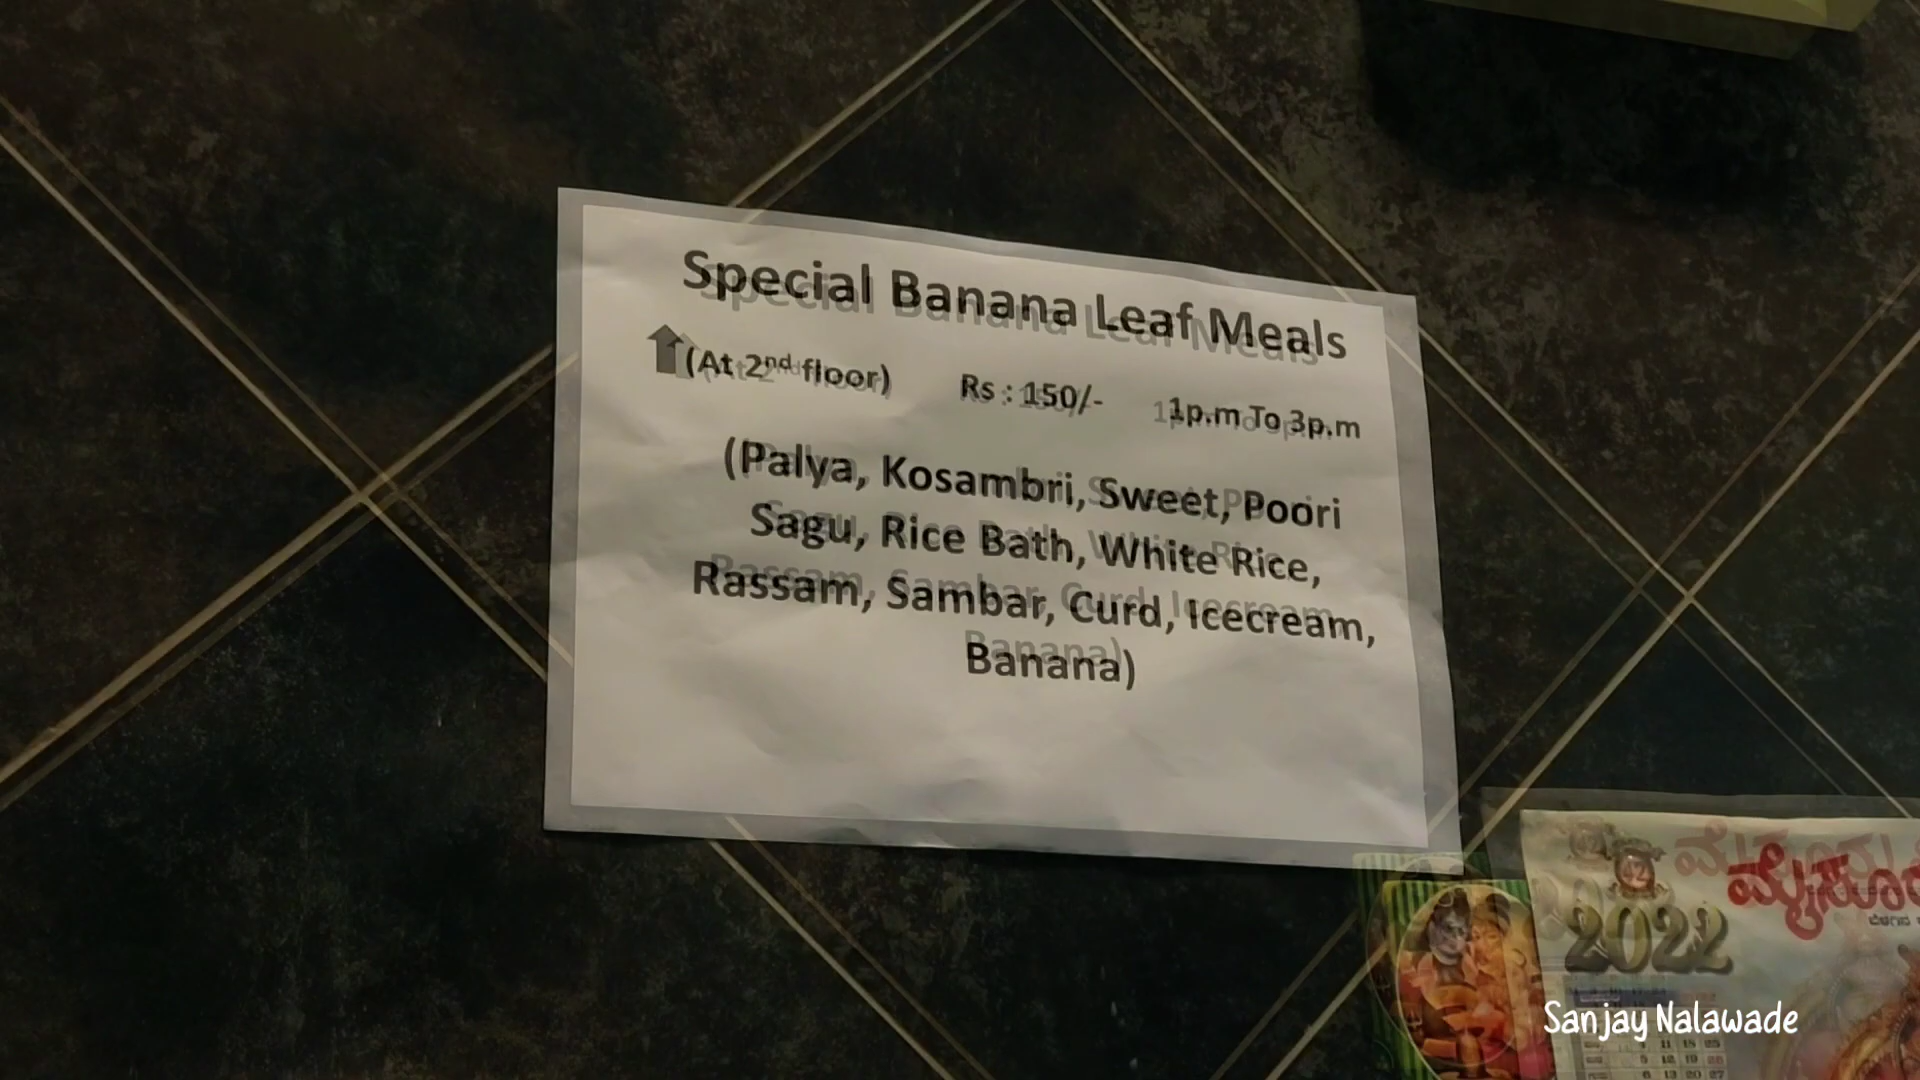 Special Banana Leaf Meals
(At 2nd floor) Rs : 150/- 1p.m To 3p.m
(Palya, Kosambri, Sweet, Poori
Sagu, Rice Bath, White Rice,
Rassam, Sambar, Curd, Icecream,
Banana)
42
2022
Sanjay Nalawade